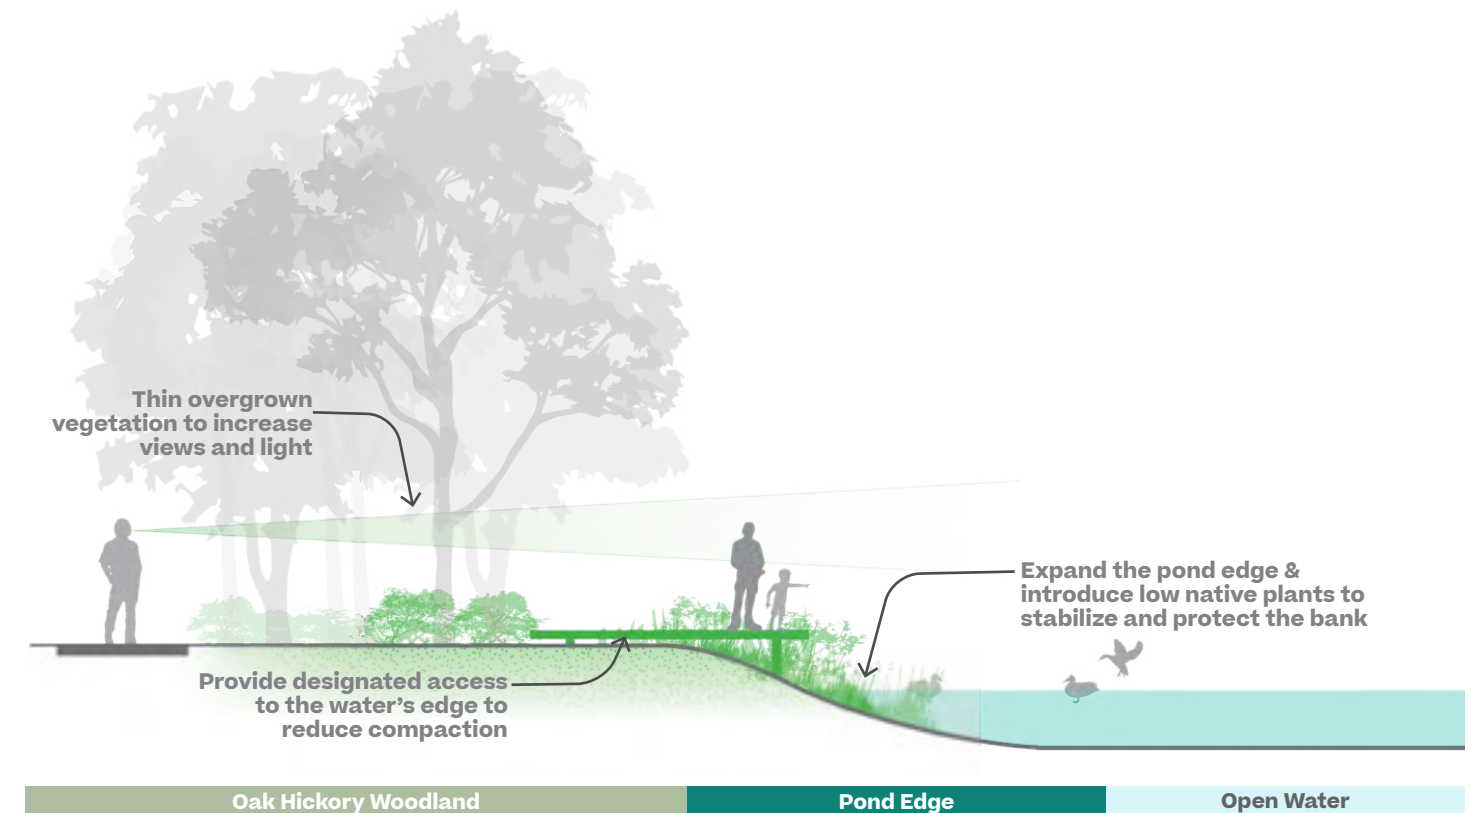 Thin overgrown
vegetation to increase
views and light
Expand the pond edge &
introduce low native plants to
stabilize and protect the bank
Provide designated access
to the water’s edge to
reduce compaction
Oak Hickory Woodland
Pond Edge
Open Water